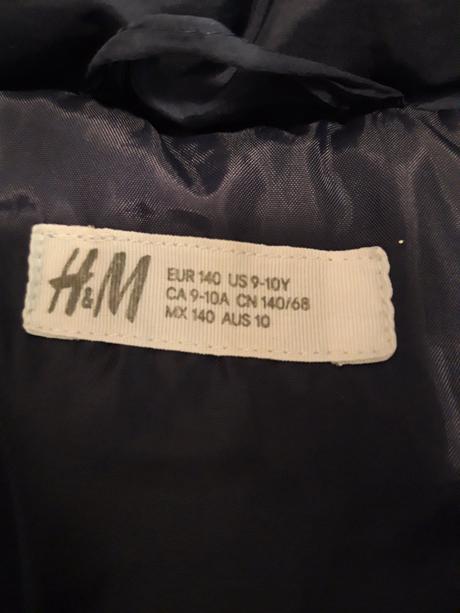 H&M
EUR 140 US 9-10Y
CA 9-10A CN 140/68
MX 140 AUS 10